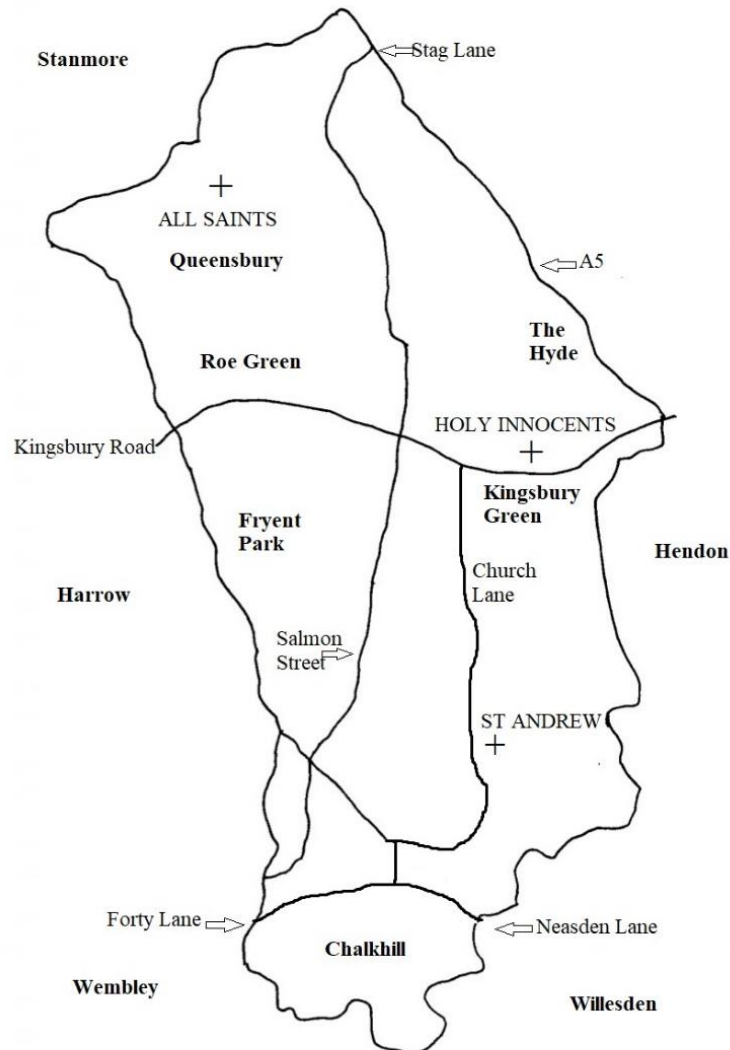 Stanmore
Stag Lane
ALL SAINTS
Queensbury
A5
The
Hyde
Roe Green
HOLY INNOCENTS
Kingsbury Road
Kingsbury
Green
Fryent
Park
Hendon
Church
Lane
Harrow
Salmon
Street
ST ANDREW
Forty Lane
Neasden Lane
Chalkhill
Wembley
Willesden